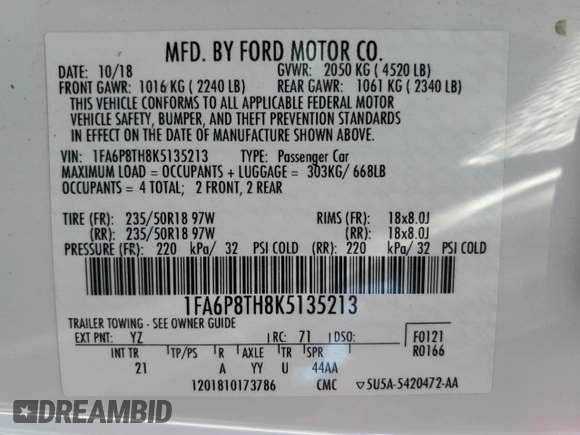 MFD. BY FORD MOTOR CO.
DATE: 10/18 GVWR: 2050 KG ( 4520 LB)
FRONT GAWR: 1016 KG ( 2240 LB) REAR GAWR: 1061 KG ( 2340 LB)
THIS VEHICLE CONFORMS TO ALL APPLICABLE FEDERAL MOTOR
VEHICLE SAFETY, BUMPER, AND THEFT PREVENTION STANDARDS
IN EFFECT ON THE DATE OF MANUFACTURE SHOWN ABOVE.
VIN: 1FA6P8TH8K5135213 TYPE: Passenger Car
MAXIMUM LOAD = OCCUPANTS + LUGGAGE = 303KG/ 668LB
OCCUPANTS = 4 TOTAL; 2 FRONT, 2 REAR
TIRE (FR): 235/50R18 97W RIMS (FR): 18x8.0J
(RR): 235/50R18 97W (RR): 18x8.0J
PRESSURE (FR): 220 kPa/ 32 PSI COLD (RR): 220 kPa/ 32 PSI COLD
1FA6P8TH8K5135213
TRAILER TOWING - SEE OWNER GUIDE
EXT PNT: YZ RC: 71 DSO: F0121
R0166
INT TR TP/PS R AXLE TR SPR
21 A YY U 44AA
1201810173786 CMC ▽5U5A-5420472-AA
DREAMBID